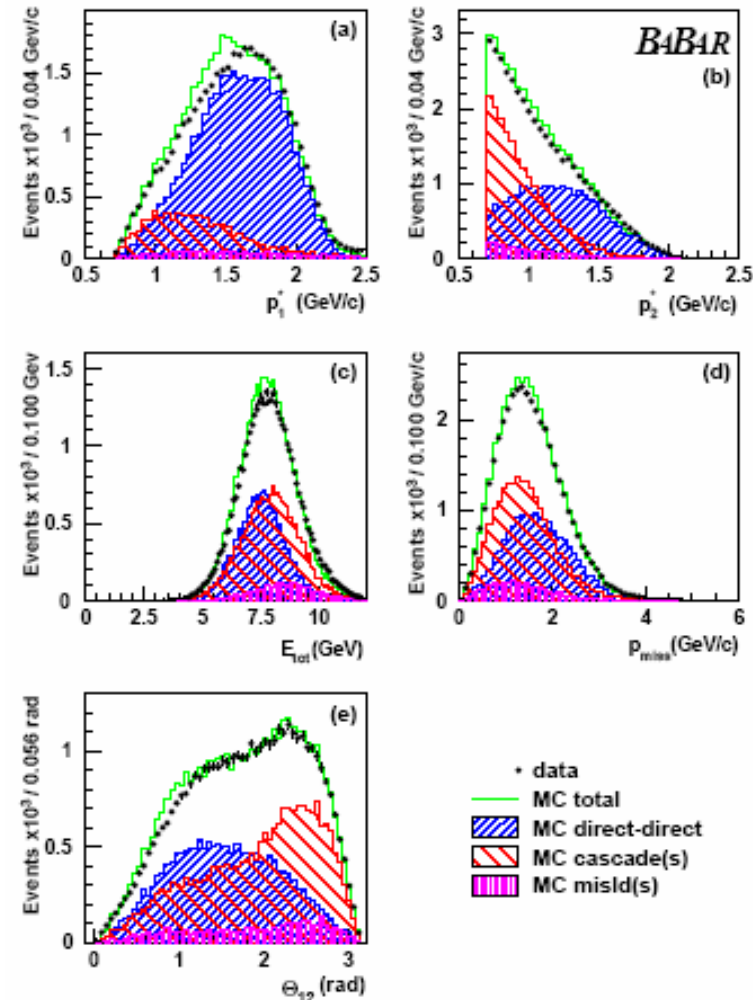 (a)
Events x10³ / 0.04 Gev/c
1.5
1
0.5
0
0.5 1 1.5 2 2.5
p*1 (GeV/c)
BABAR
(b)
Events x10³ / 0.04 Gev/c
3
2
1
0
0.5 1 1.5 2 2.5
p*2 (GeV/c)
(c)
Events x10³ / 0.100 Gev
1.5
1
0.5
0
0 2.5 5 7.5 10
Etot(GeV)
(d)
Events x10³ / 0.100 Gev/c
2
1
0
0 2 4 6
pmiss(GeV/c)
(e)
Events x10³ / 0.056 rad
1
0.5
0
0 1 2 3
Θ12 (rad)
data
MC total
MC direct-direct
MC cascade(s)
MC misId(s)